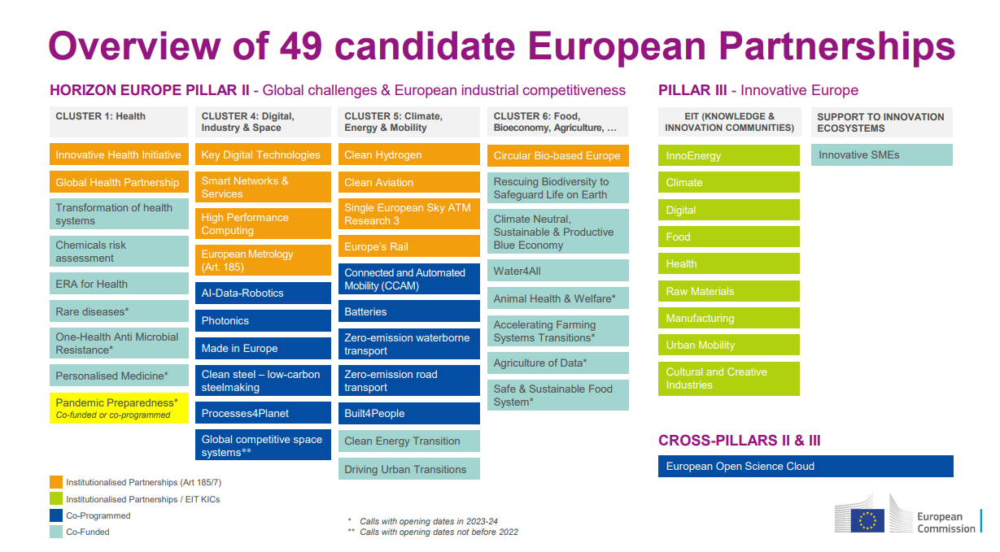 Overview of 49 candidate European Partnerships
HORIZON EUROPE PILLAR II - Global challenges & European industrial competitiveness
CLUSTER 1: Health
Innovative Health Initiative
Global Health Partnership
Transformation of health
systems
Chemicals risk
assessment
ERA for Health
Rare diseases*
One-Health Anti Microbial
Resistance*
Personalised Medicine*
Pandemic Preparedness*
Co-funded or co-programmed
CLUSTER 4: Digital,
Industry & Space
Key Digital Technologies
Smart Networks &
Services
High Performance
Computing
European Metrology
(Art. 185)
AI-Data-Robotics
Photonics
Made in Europe
Clean steel – low-carbon
steelmaking
Processes4Planet
Global competitive space
systems**
CLUSTER 5: Climate,
Energy & Mobility
Clean Hydrogen
Clean Aviation
Single European Sky ATM
Research 3
Europe's Rail
Connected and Automated
Mobility (CCAM)
Batteries
Zero-emission waterborne
transport
Zero-emission road
transport
Built4People
Clean Energy Transition
Driving Urban Transitions
CLUSTER 6: Food,
Bioeconomy, Agriculture, …
Circular Bio-based Europe
Rescuing Biodiversity to
Safeguard Life on Earth
Climate Neutral,
Sustainable & Productive
Blue Economy
Water4All
Animal Health & Welfare*
Accelerating Farming
Systems Transitions*
Agriculture of Data*
Safe & Sustainable Food
System*
PILLAR III - Innovative Europe
EIT (KNOWLEDGE &
INNOVATION COMMUNITIES)
InnoEnergy
Climate
Digital
Food
Health
Raw Materials
Manufacturing
Urban Mobility
Cultural and Creative
Industries
SUPPORT TO INNOVATION
ECOSYSTEMS
Innovative SMEs
CROSS-PILLARS II & III
European Open Science Cloud
Institutionalised Partnerships (Art 185/7)
Institutionalised Partnerships / EIT KICs
Co-Programmed
Co-Funded
* Calls with opening dates in 2023-24
** Calls with opening dates not before 2022
European
Commission